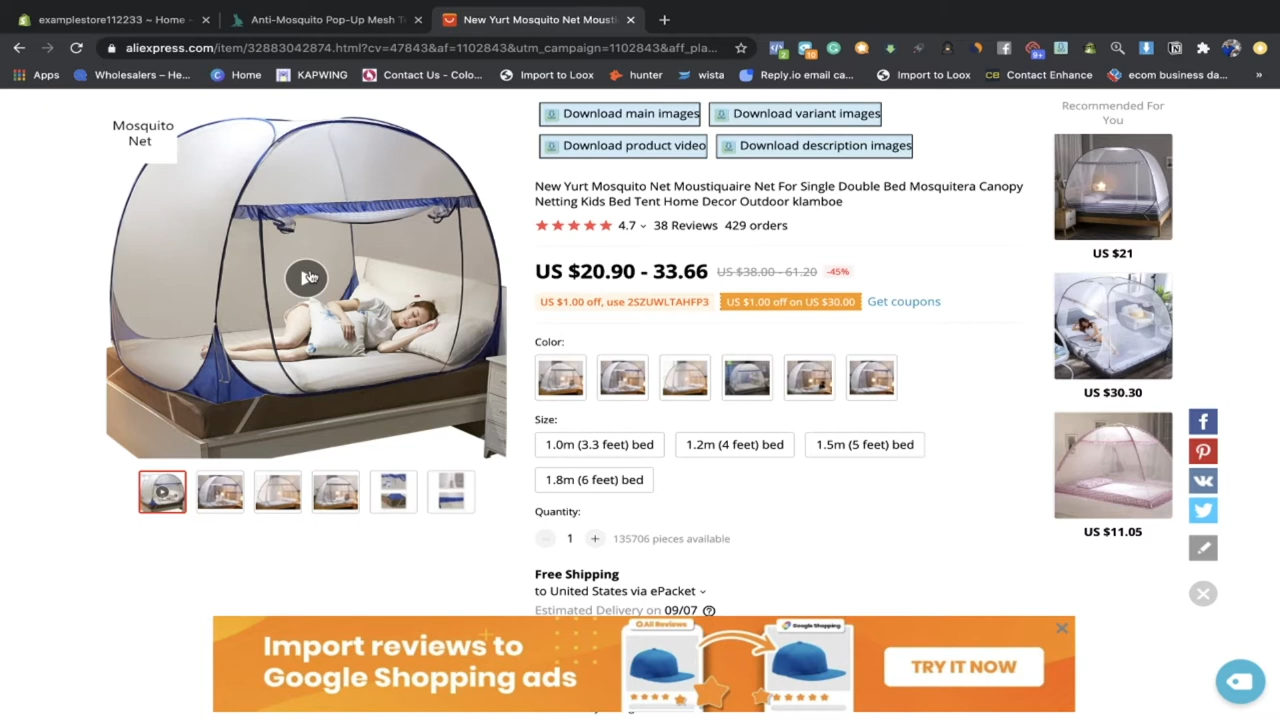 examplestore112233 ~ Home ~
Anti-Mosquito Pop-Up Mesh T
New Yurt Mosquito Net Mousti
aliexpress.com/item/32883042874.html?cv=47843&af=1102843&utm_campaign=1102843&aff_pla...
Apps
Wholesalers – He...
Home
KAPWING
Contact Us - Colo...
Import to Loox
hunter
wista
Reply.io email ca...
Import to Loox
Contact Enhance
ecom business da...
»
Mosquito
Net
Download main images
Download variant images
Download product video
Download description images
New Yurt Mosquito Net Moustiquaire Net For Single Double Bed Mosquitera Canopy
Netting Kids Bed Tent Home Decor Outdoor klamboe
4.7 38 Reviews 429 orders
US $20.90 - 33.66 US $38.00 - 61.20 -45%
US $1.00 off, use 2SZUWLTAHFP3 US $1.00 off on US $30.00 Get coupons
Color:
Size:
1.0m (3.3 feet) bed
1.2m (4 feet) bed
1.5m (5 feet) bed
1.8m (6 feet) bed
Quantity:
1 + 135706 pieces available
Free Shipping
to United States via ePacket
Estimated Delivery on 09/07
Recommended For
You
US $21
US $30.30
US $11.05
Import reviews to
Google Shopping ads
Ali Reviews
Google Shopping
TRY IT NOW